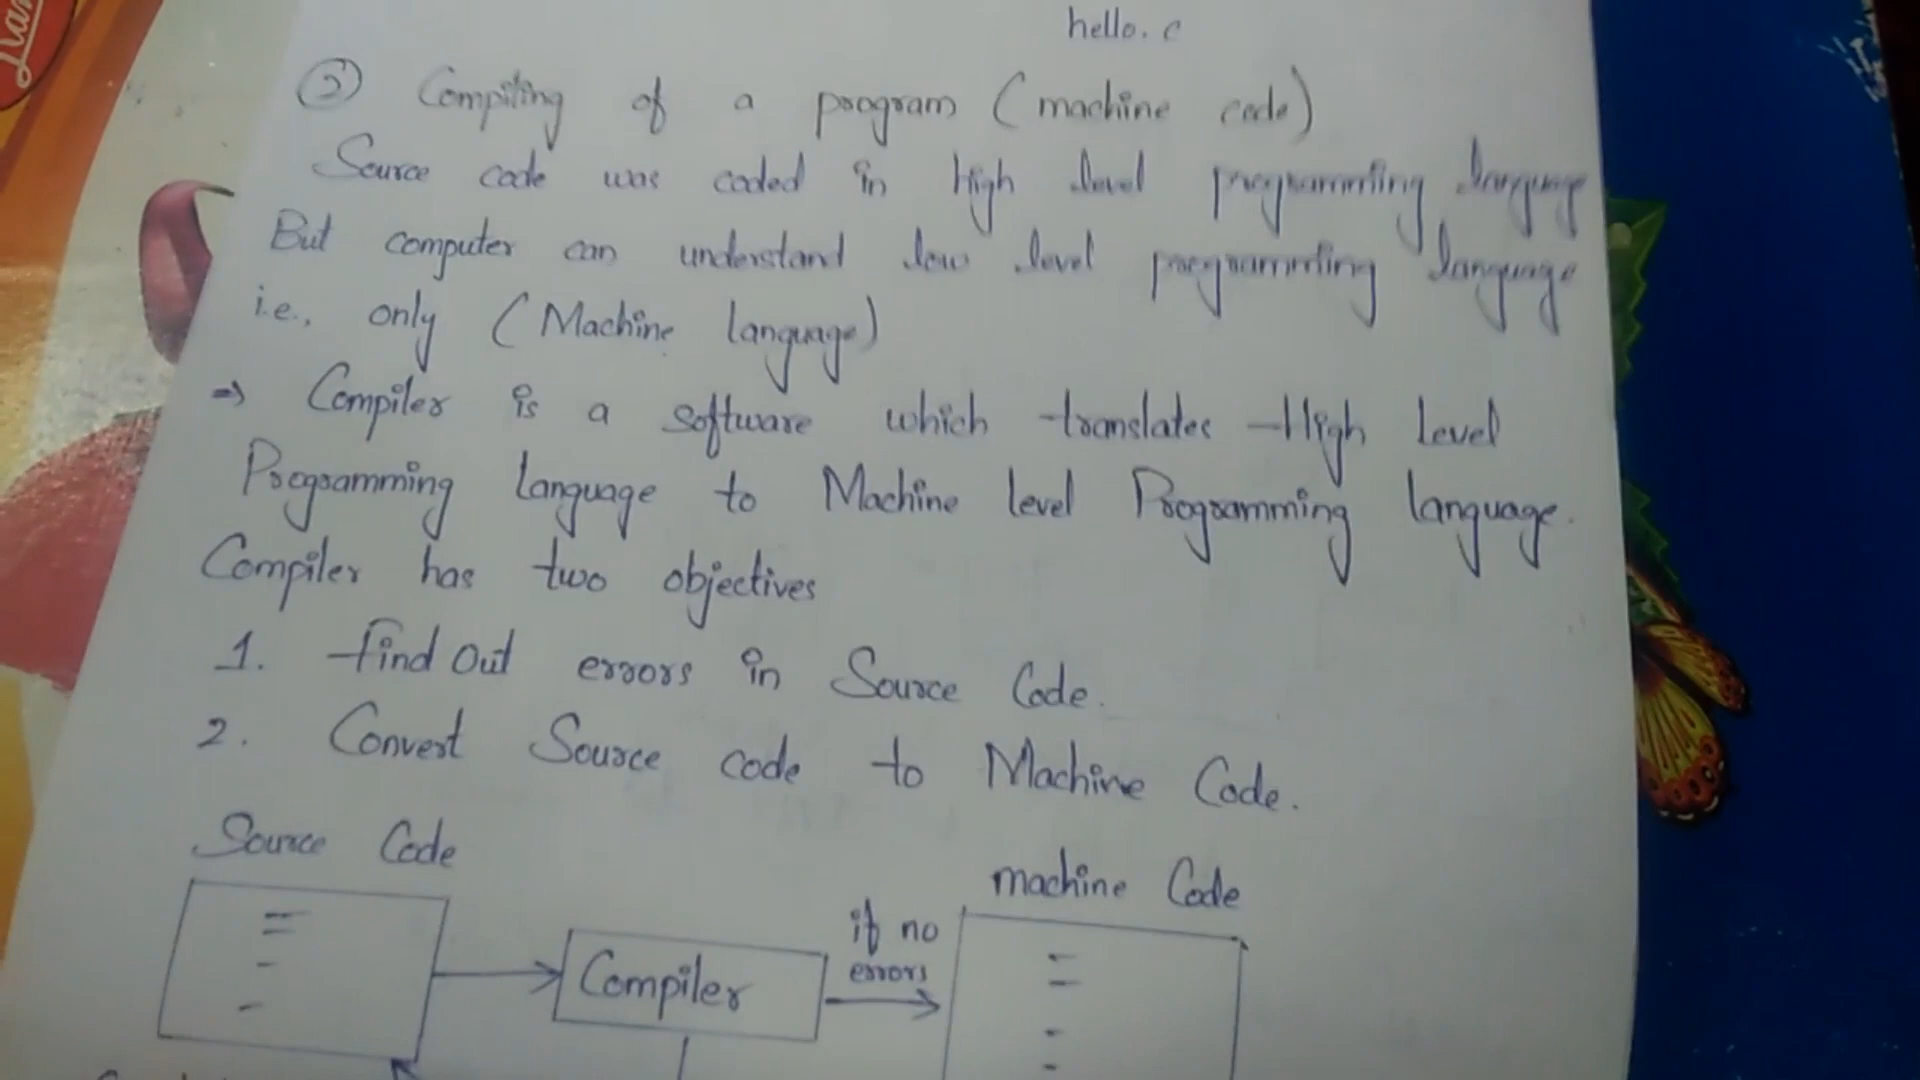 hello.c
② Compiling of a program (machine code)
Source code was coded in high level programming language
But computer can understand low level programming language
i.e., only (Machine language)
⇒ Compiler is a software which translates High Level
Programming Language to Machine level Programming language.
Compiler has two objectives
1. find out errors in Source Code.
2. Convert Source code to Machine Code.
Source Code
machine Code
if no
errors
Compiler